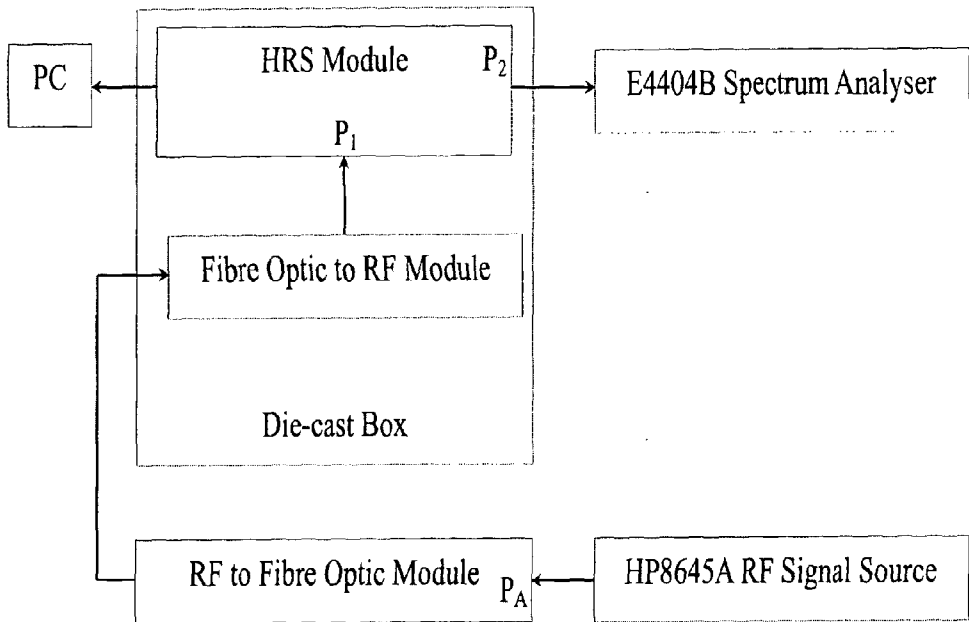 PC
HRS Module
P₂
P₁
E4404B Spectrum Analyser
Fibre Optic to RF Module
Die-cast Box
RF to Fibre Optic Module
P_A
HP8645A RF Signal Source